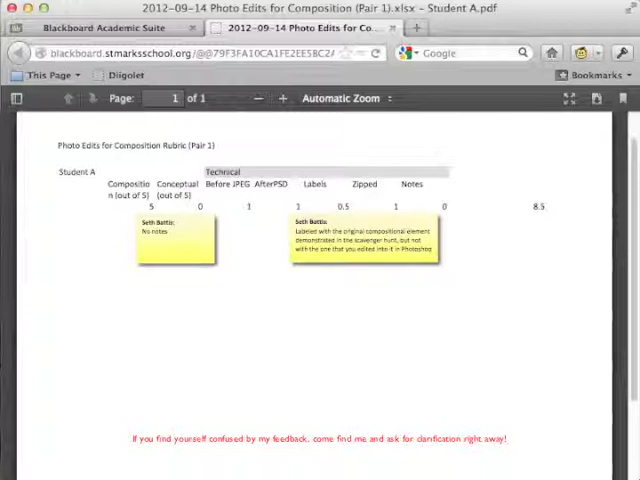 2012-09-14 Photo Edits for Composition (Pair 1).xlsx - Student A.pdf
Blackboard Academic Suite
2012-09-14 Photo Edits for Co...
blackboard.stmarksschool.org/@@79F3FA10CA1FE2EE5BC2
Google
This Page
Diigolet
Bookmarks
Page: 1 of 1
Automatic Zoom
Photo Edits for Composition Rubric (Pair 1)
Student A
Technical
Compositio Conceptual Before JPEG AfterPSD Labels Zipped Notes
n (out of 5) (out of 5)
5 0 1 1 0.5 1 0 8.5
Seth Battis:
No notes
Seth Battis:
Labeled with the original compositional element
demonstrated in the scavenger hunt, but not
with the one that you edited into it in Photoshop
If you find yourself confused by my feedback, come find me and ask for clarification right away!